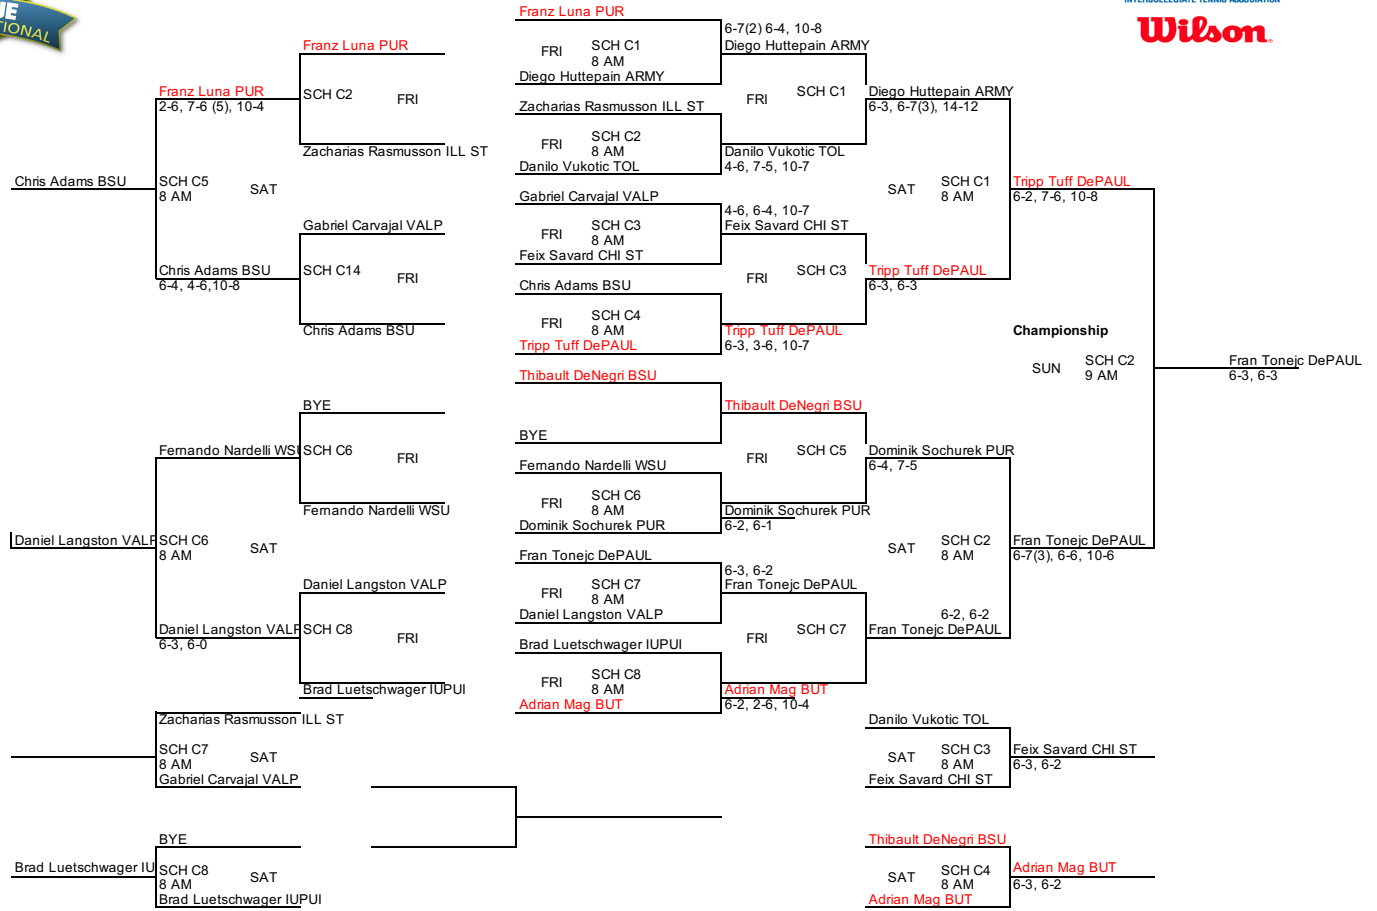 UE
TIONAL
INTERCOLLEGIATE TENNIS ASSOCIATION
Wilson.
Franz Luna PUR
6-7(2) 6-4, 10-8
FRI
SCH C1
8 AM
Diego Huttepain ARMY
Franz Luna PUR
Diego Huttepain ARMY
Franz Luna PUR
2-6, 7-6 (5), 10-4
SCH C2
FRI
FRI
SCH C1
Diego Huttepain ARMY
6-3, 6-7(3), 14-12
Zacharias Rasmusson ILL ST
FRI
SCH C2
8 AM
Zacharias Rasmusson ILL ST
Danilo Vukotic TOL
Danilo Vukotic TOL
4-6, 7-5, 10-7
Chris Adams BSU
SCH C5
8 AM
SAT
SAT
SCH C1
8 AM
Tripp Tuff DePAUL
6-2, 7-6, 10-8
Gabriel Carvajal VALP
4-6, 6-4, 10-7
Gabriel Carvajal VALP
FRI
SCH C3
8 AM
Feix Savard CHI ST
Feix Savard CHI ST
Chris Adams BSU
6-4, 4-6,10-8
SCH C14
FRI
FRI
SCH C3
Tripp Tuff DePAUL
6-3, 6-3
Chris Adams BSU
FRI
SCH C4
8 AM
Chris Adams BSU
Tripp Tuff DePAUL
Tripp Tuff DePAUL
6-3, 3-6, 10-7
Championship
SUN
SCH C2
9 AM
Fran Tonejc DePAUL
6-3, 6-3
Thibault DeNegri BSU
BYE
Thibault DeNegri BSU
BYE
Fernando Nardelli WSU
SCH C6
FRI
FRI
SCH C5
Dominik Sochurek PUR
6-4, 7-5
Fernando Nardelli WSU
FRI
SCH C6
8 AM
Fernando Nardelli WSU
Dominik Sochurek PUR
Dominik Sochurek PUR
6-2, 6-1
Daniel Langston VALP
SCH C6
8 AM
SAT
SAT
SCH C2
8 AM
Fran Tonejc DePAUL
6-7(3), 6-6, 10-6
Fran Tonejc DePAUL
6-3, 6-2
Daniel Langston VALP
FRI
SCH C7
8 AM
Fran Tonejc DePAUL
Daniel Langston VALP
Daniel Langston VALP
6-3, 6-0
SCH C8
FRI
FRI
SCH C7
6-2, 6-2
Fran Tonejc DePAUL
Brad Luetschwager IUPUI
FRI
SCH C8
8 AM
Brad Luetschwager IUPUI
Adrian Mag BUT
Adrian Mag BUT
6-2, 2-6, 10-4
Zacharias Rasmusson ILL ST
SCH C7
8 AM
SAT
Gabriel Carvajal VALP
Danilo Vukotic TOL
SAT
SCH C3
8 AM
Feix Savard CHI ST
Feix Savard CHI ST
6-3, 6-2
BYE
Brad Luetschwager IU
SCH C8
8 AM
SAT
Brad Luetschwager IUPUI
Thibault DeNegri BSU
SAT
SCH C4
8 AM
Adrian Mag BUT
Adrian Mag BUT
6-3, 6-2